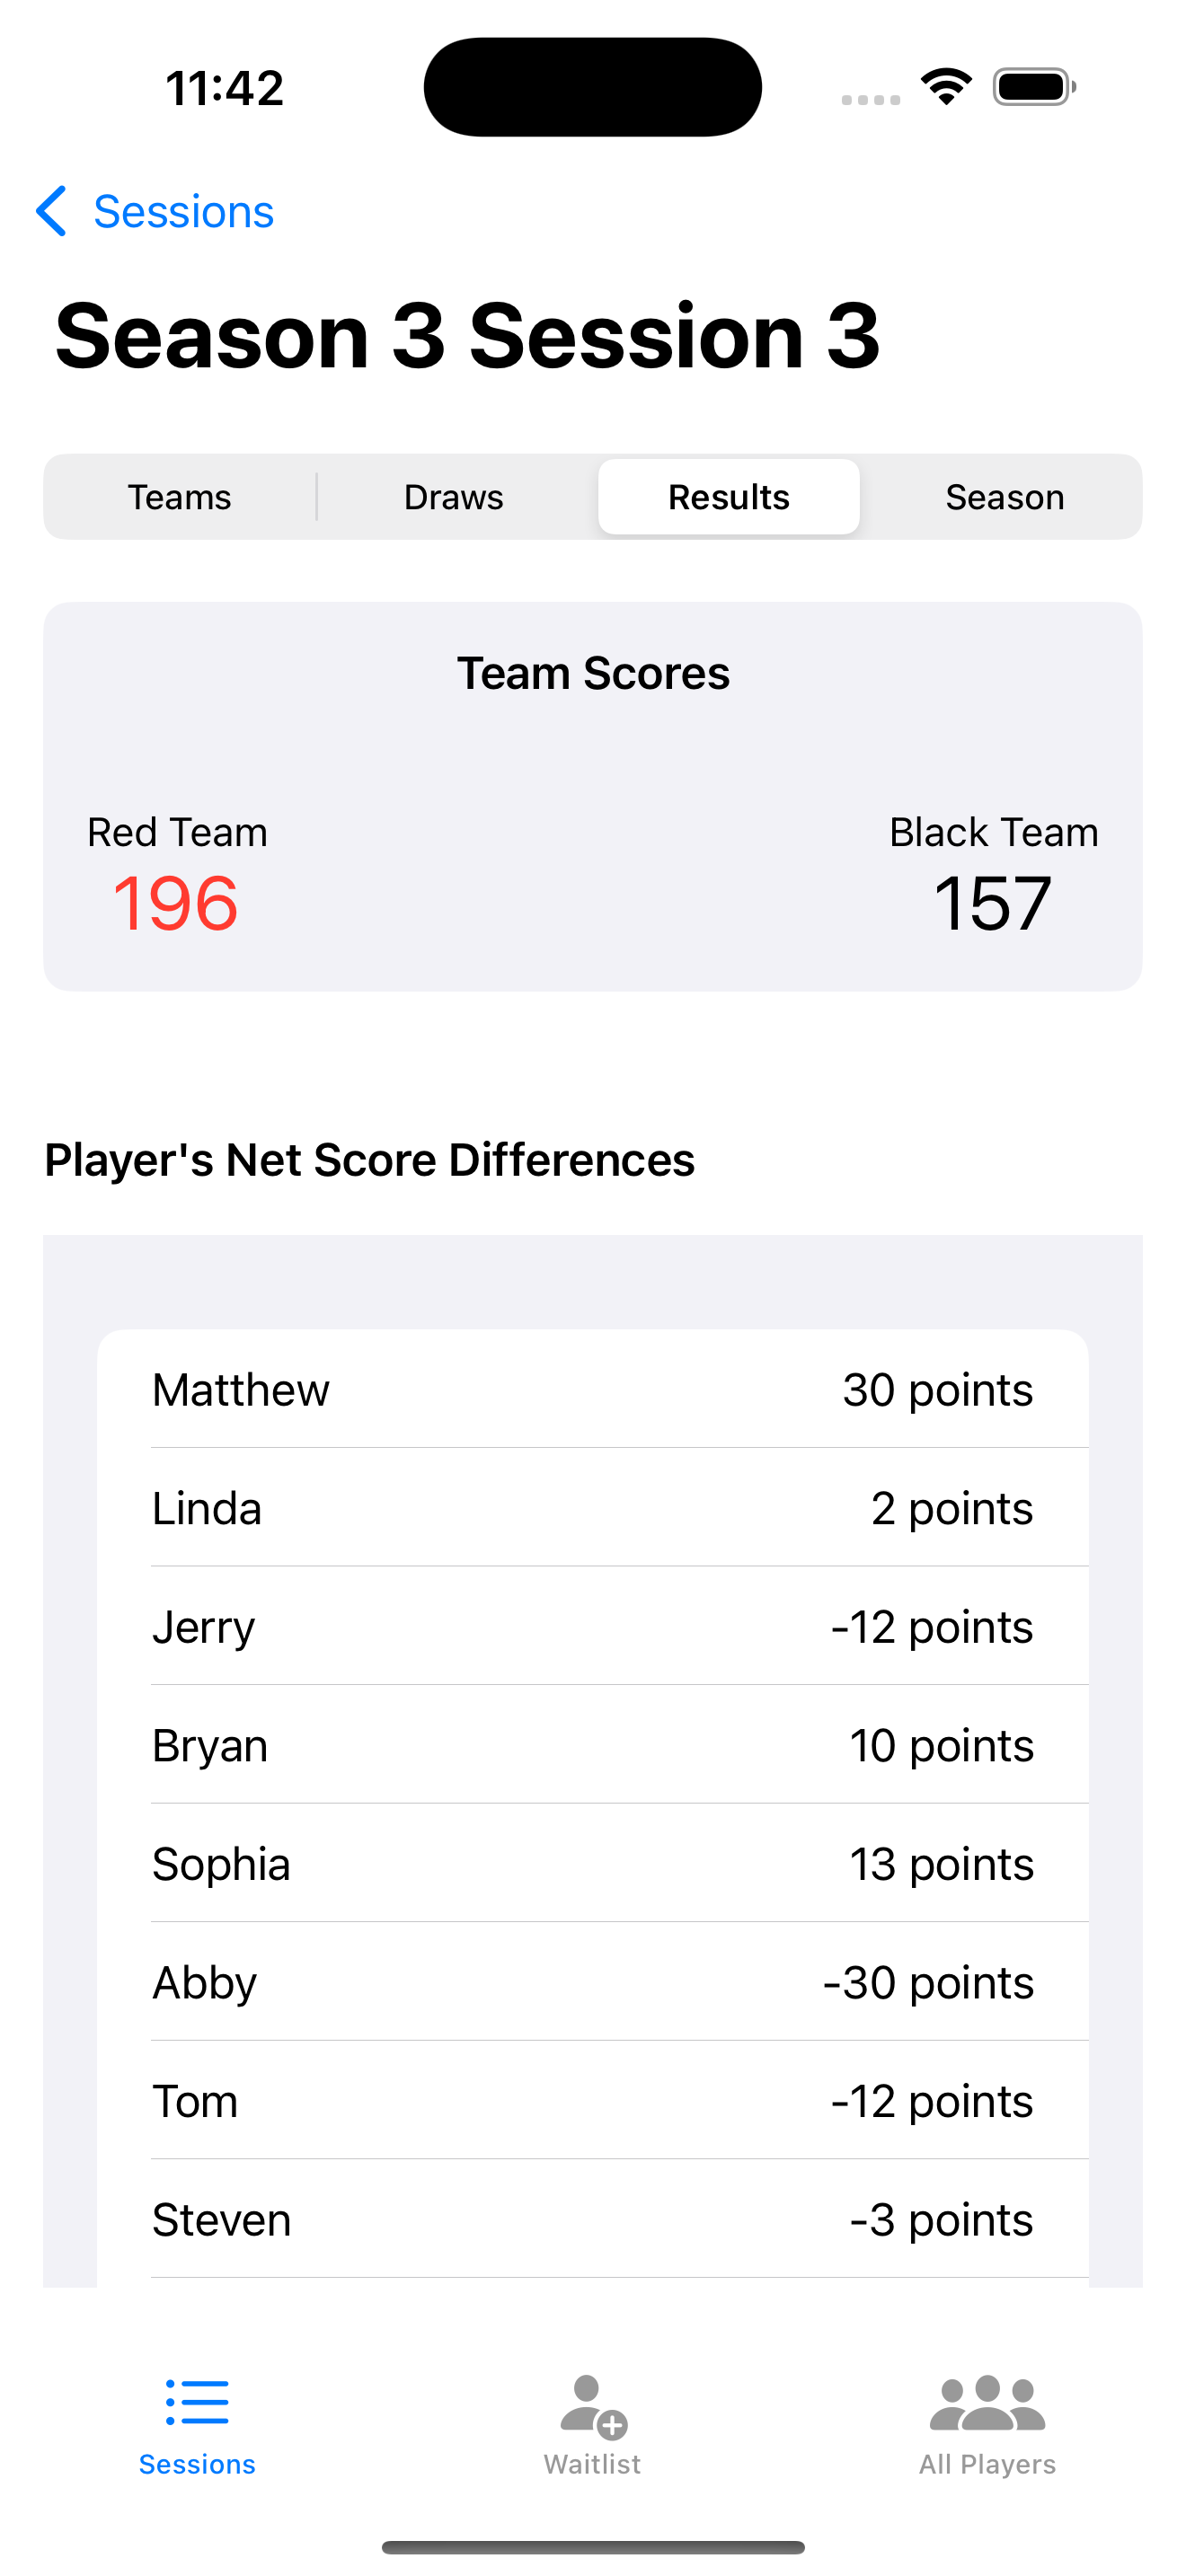 11:42
Sessions
Season 3 Session 3
Teams Draws Results Season
Team Scores
Red Team Black Team
196 157
Player's Net Score Differences
Matthew 30 points
Linda 2 points
Jerry -12 points
Bryan 10 points
Sophia 13 points
Abby -30 points
Tom -12 points
Steven -3 points
Sessions Waitlist All Players